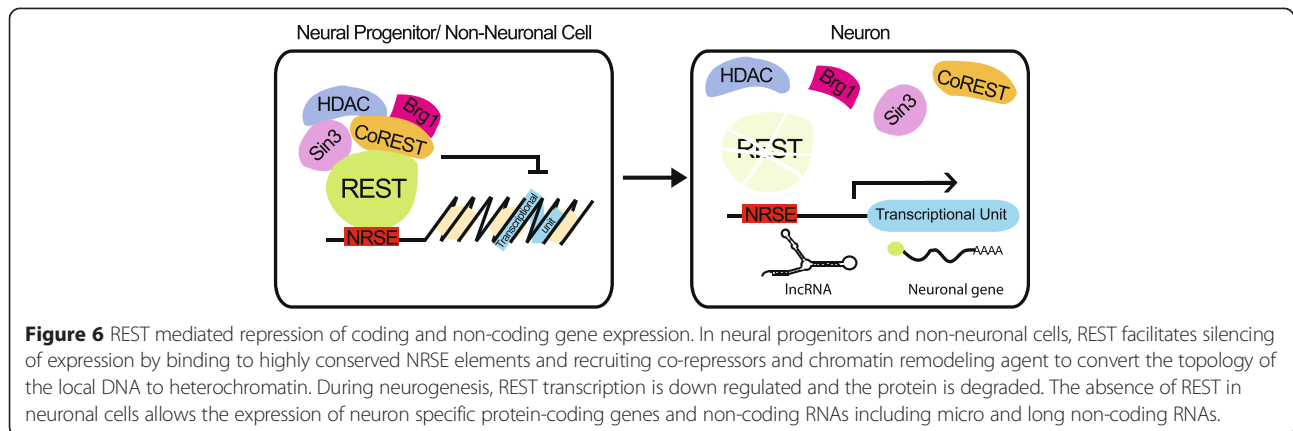 Neural Progenitor/ Non-Neuronal Cell
HDAC
Brg1
Sin3
CoREST
REST
NRSE
Transcriptional
unit
Neuron
HDAC
Brg1
Sin3
CoREST
REST
NRSE
Transcriptional Unit
lncRNA
AAAA
Neuronal gene
Figure 6 REST mediated repression of coding and non-coding gene expression. In neural progenitors and non-neuronal cells, REST facilitates silencing
of expression by binding to highly conserved NRSE elements and recruiting co-repressors and chromatin remodeling agent to convert the topology of
the local DNA to heterochromatin. During neurogenesis, REST transcription is down regulated and the protein is degraded. The absence of REST in
neuronal cells allows the expression of neuron specific protein-coding genes and non-coding RNAs including micro and long non-coding RNAs.